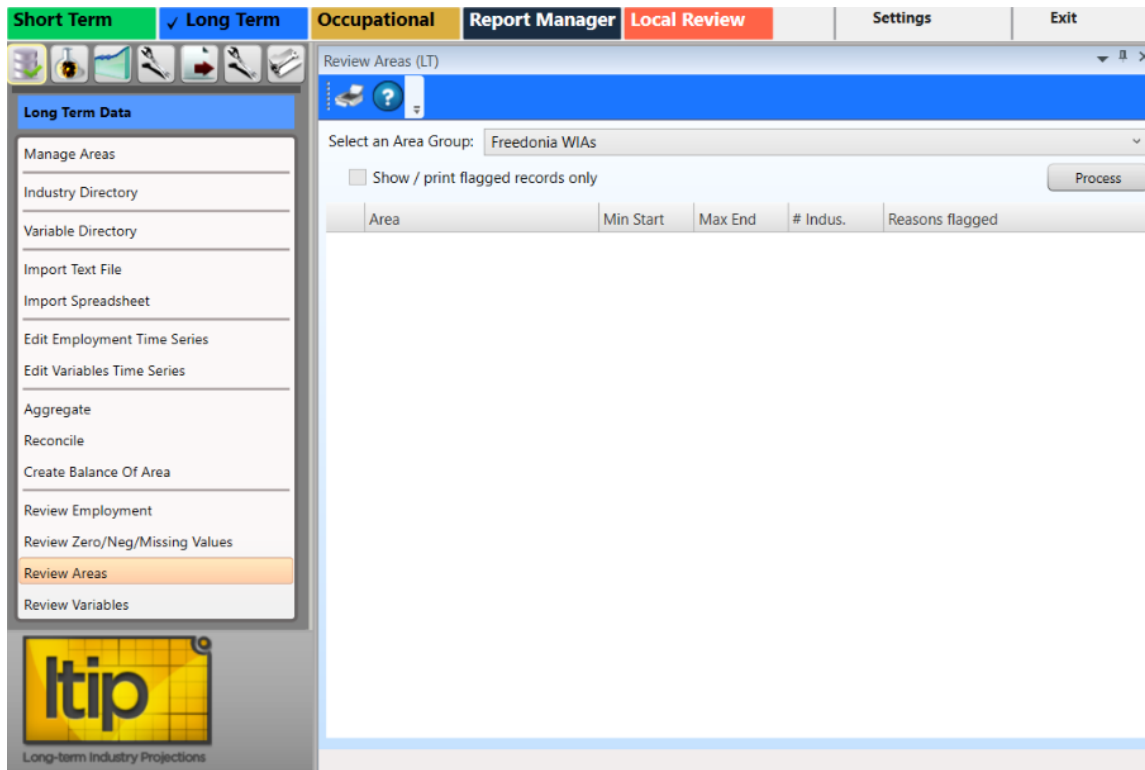 Short Term ✓ Long Term Occupational Report Manager Local Review Settings Exit
Long Term Data
Manage Areas
Industry Directory
Variable Directory
Import Text File
Import Spreadsheet
Edit Employment Time Series
Edit Variables Time Series
Aggregate
Reconcile
Create Balance Of Area
Review Employment
Review Zero/Neg/Missing Values
Review Areas
Review Variables
ltip
Long-term Industry Projections
Review Areas (LT)
?
Select an Area Group: Freedonia WIAs
Show / print flagged records only
Process
Area Min Start Max End # Indus. Reasons flagged